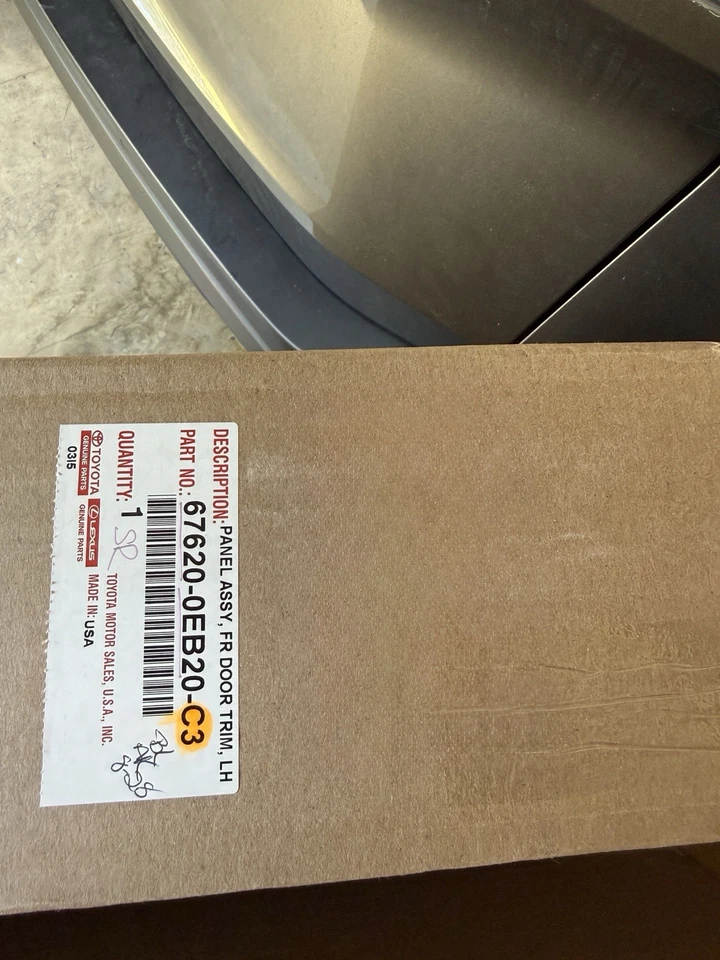 DESCRIPTION: PANEL ASSY, FR DOOR TRIM, LH
PART NO.: 67620-0EB20-C3
QUANTITY: 1 SR
TOYOTA MOTOR SALES, U.S.A., INC.
TOYOTA LEXUS
GENUINE PARTS GENUINE PARTS
MADE IN: USA
0315